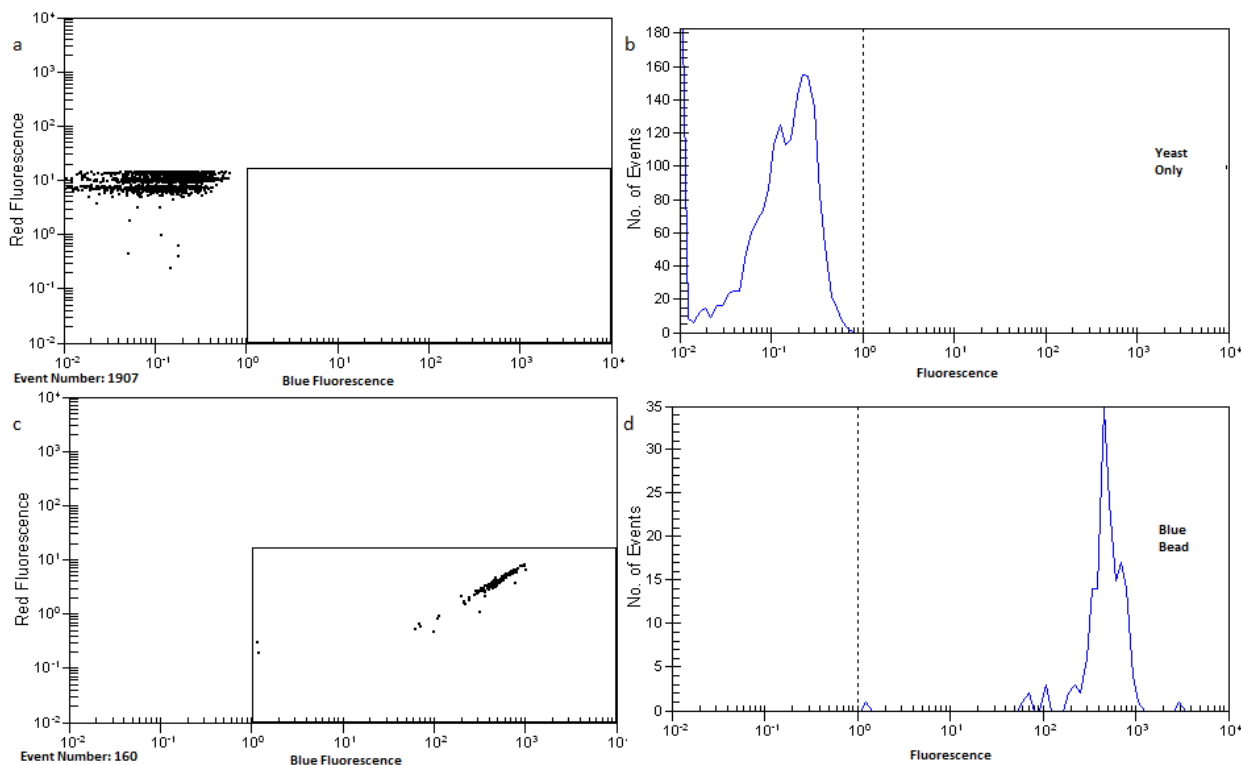 a
10⁴
10³
10²
10¹
10⁰
10⁻¹
10⁻²
Red Fluorescence
10⁻² 10⁻¹ 10⁰ 10¹ 10² 10³ 10⁴
Event Number: 1907
Blue Fluorescence
b
180
160
140
120
100
80
60
40
20
0
No. of Events
Yeast
Only
10⁻² 10⁻¹ 10⁰ 10¹ 10² 10³ 10⁴
Fluorescence
c
10⁴
10³
10²
10¹
10⁰
10⁻¹
10⁻²
Red Fluorescence
10⁻² 10⁻¹ 10⁰ 10¹ 10² 10³ 10
Event Number: 160
Blue Fluorescence
d
35
30
25
20
15
10
5
0
No. of Events
Blue
Bead
10⁻² 10⁻¹ 10⁰ 10¹ 10² 10³ 10⁴
Fluorescence